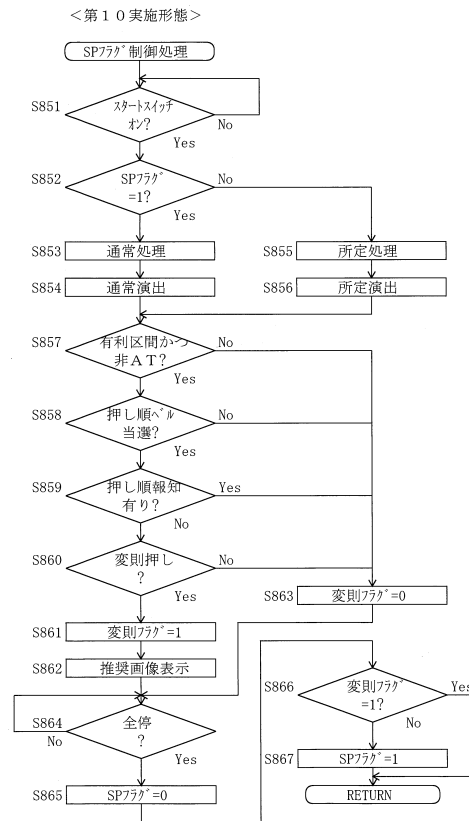 ＜第１０実施形態＞
SPﾌﾗｸﾞ制御処理
S851
ｽﾀｰﾄｽｲｯﾁ
ｵﾝ?
No
Yes
S852
SPﾌﾗｸﾞ
=1?
No
Yes
S853
通常処理
S855
所定処理
S854
通常演出
S856
所定演出
S857
有利区間かつ
非ＡＴ?
No
Yes
S858
押し順ﾍﾞﾙ
当選?
No
Yes
S859
押し順報知
有り?
Yes
No
S860
変則押し
?
No
Yes
S863
変則ﾌﾗｸﾞ=0
S861
変則ﾌﾗｸﾞ=1
S862
推奨画像表示
S864
全停
?
No
Yes
S865
SPﾌﾗｸﾞ=0
S866
変則ﾌﾗｸﾞ
=1?
Yes
No
S867
SPﾌﾗｸﾞ=1
RETURN